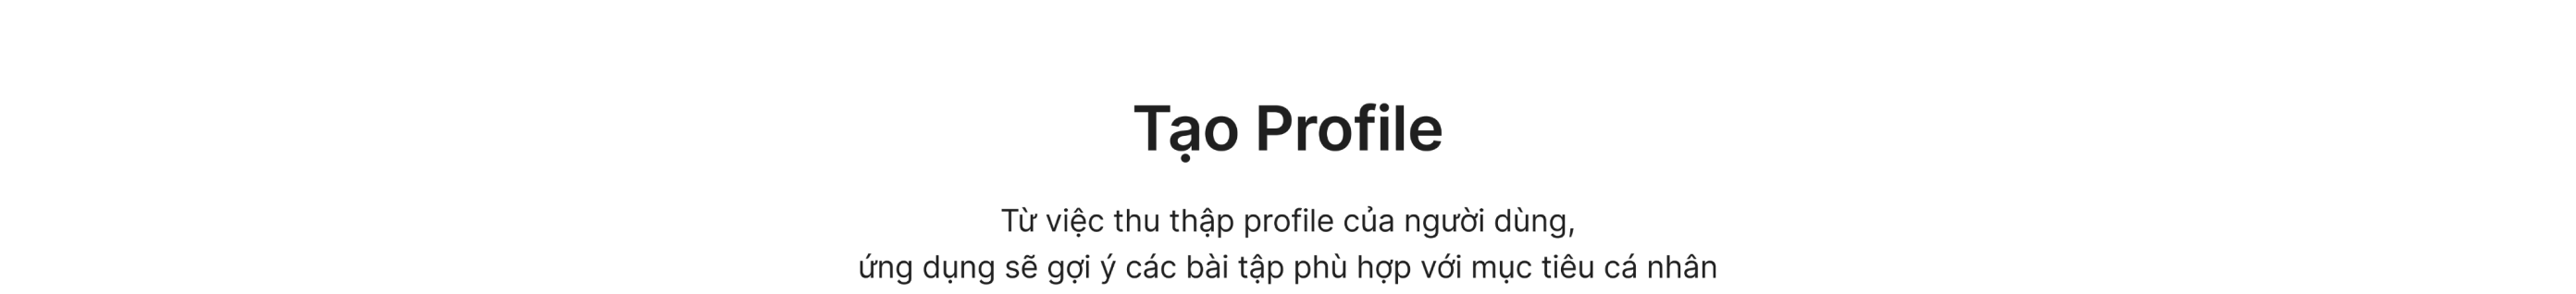 Tạo Profile
Từ việc thu thập profile của người dùng,
ứng dụng sẽ gợi ý các bài tập phù hợp với mục tiêu cá nhân